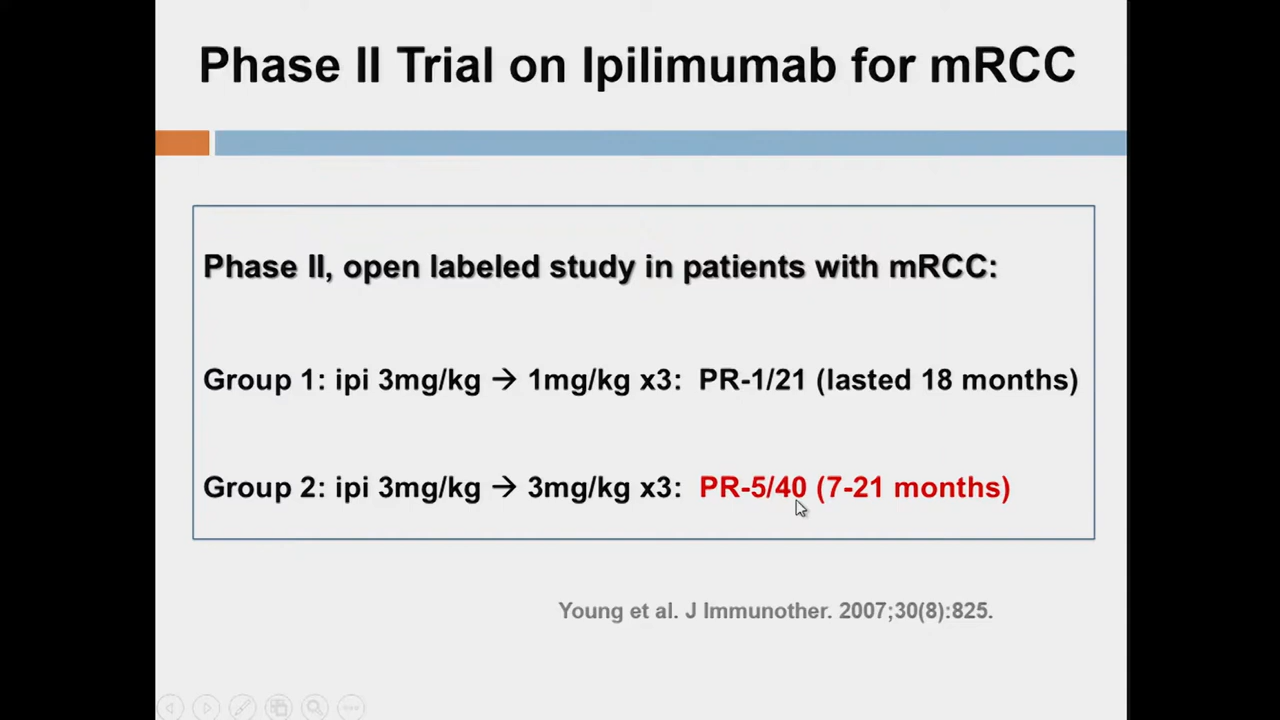 Phase II Trial on Ipilimumab for mRCC
Phase II, open labeled study in patients with mRCC:
Group 1: ipi 3mg/kg → 1mg/kg x3: PR-1/21 (lasted 18 months)
Group 2: ipi 3mg/kg → 3mg/kg x3: PR-5/40 (7-21 months)
Young et al. J Immunother. 2007;30(8):825.